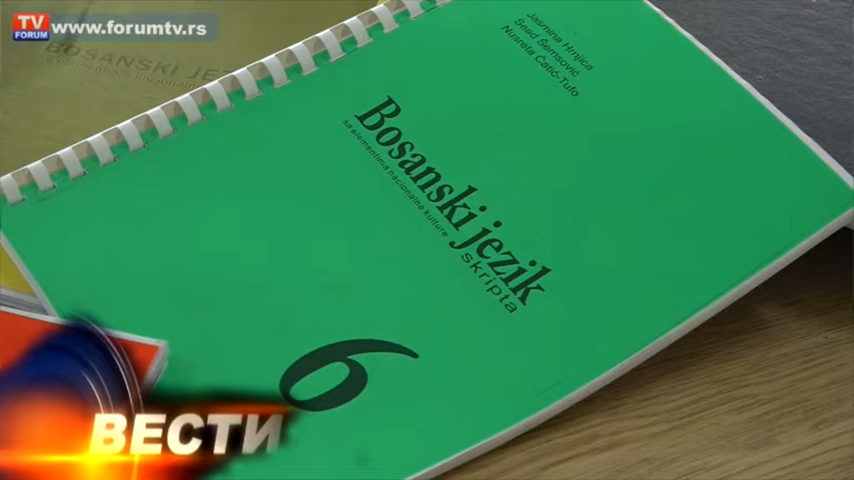 TV
FORUM
www.forumtv.rs
BOSANSKI JE
Jasmina Hrnjica
Sead Šemsović
Nusreta Ćatić-Tufo
Bosanski jezik
sa elementima nacionalne kulture
skripta
6
ВЕСТИ